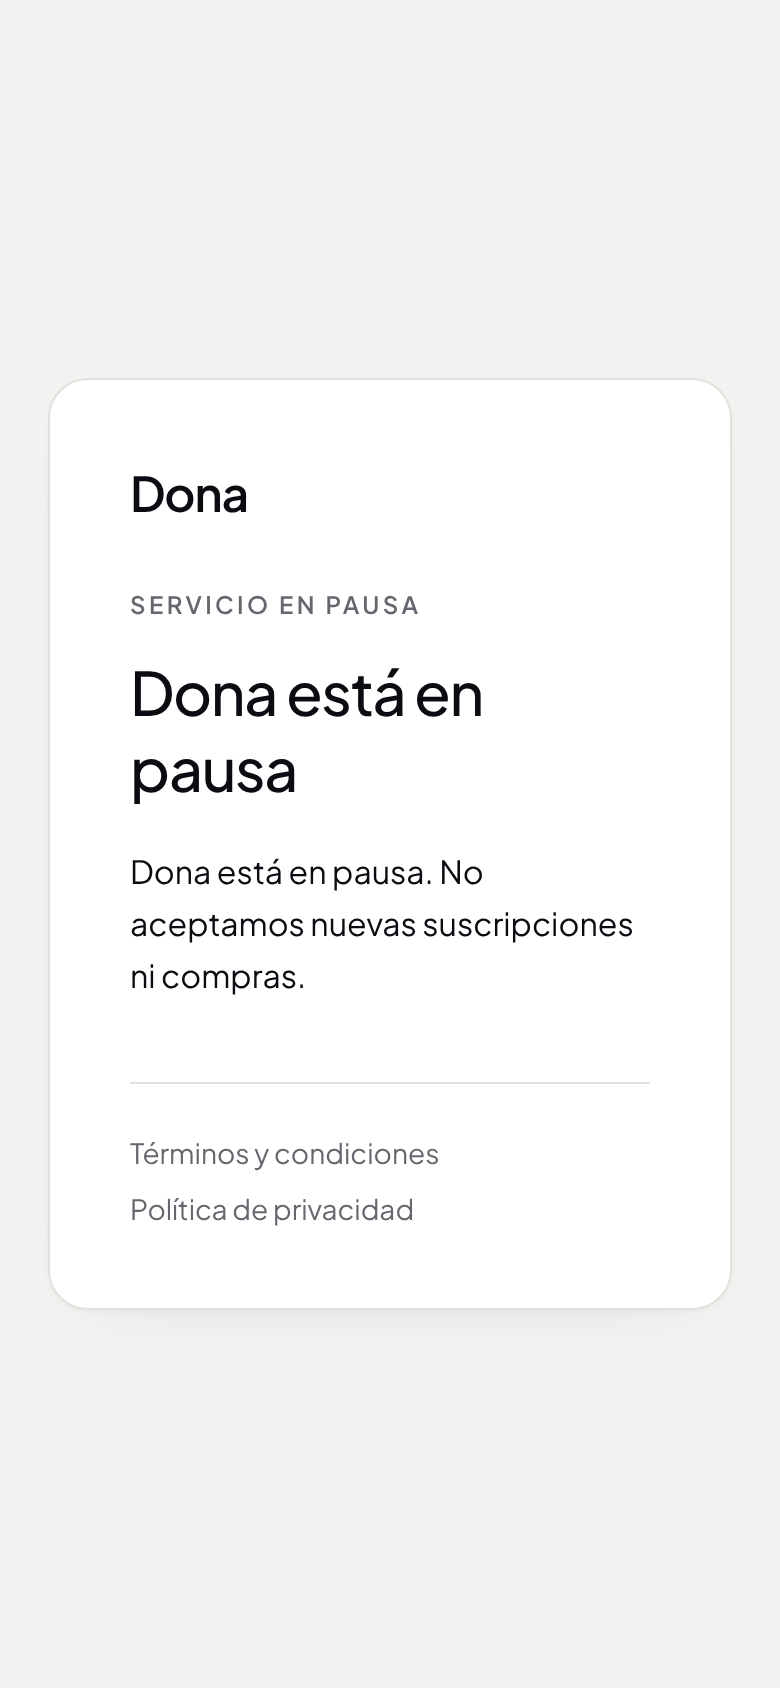 Dona
SERVICIO EN PAUSA
Dona está en
pausa
Dona está en pausa. No
aceptamos nuevas suscripciones
ni compras.
Términos y condiciones
Política de privacidad